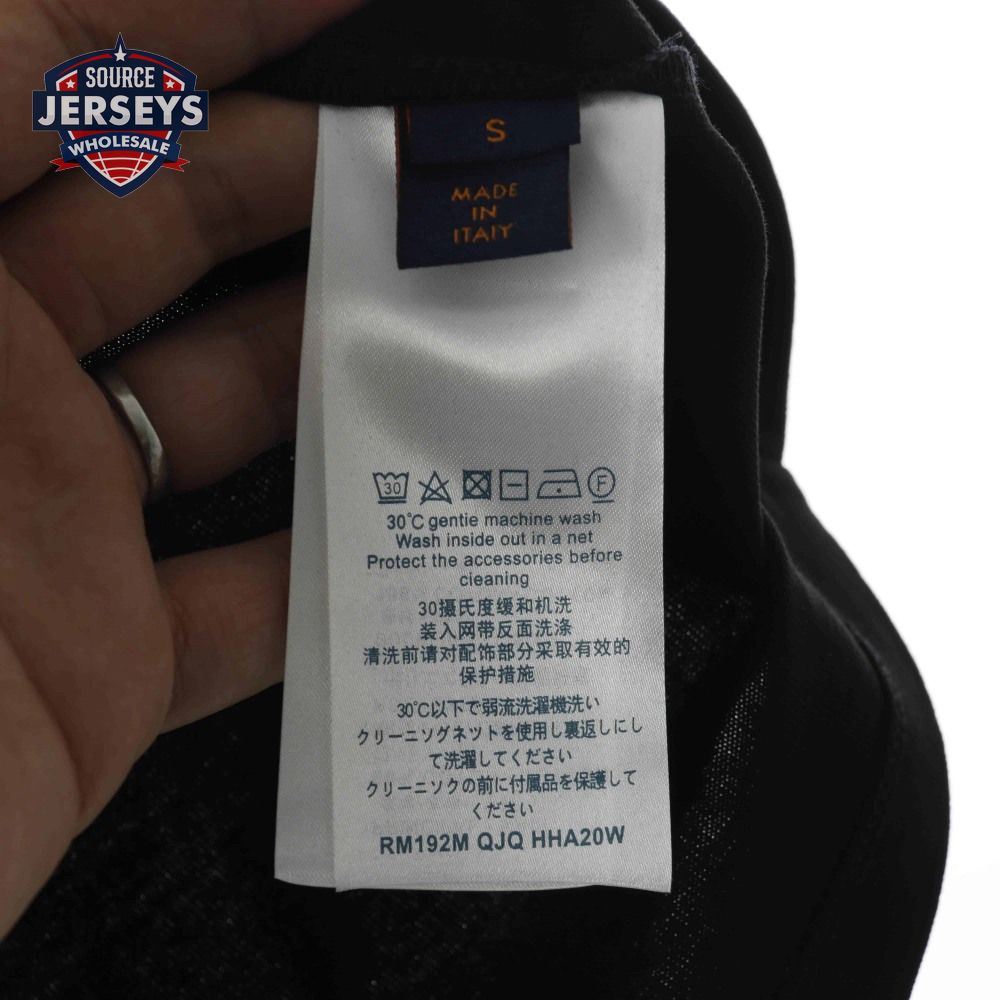 SOURCE
JERSEYS
WHOLESALE
S
MADE
IN
ITALY
30
F
30℃ gentie machine wash
Wash inside out in a net
Protect the accessories before
cleaning
30摄氏度缓和机洗
装入网带反面洗涤
清洗前请对配饰部分采取有效的
保护措施
30℃以下で弱流洗濯機洗い
クリーニソグネツトを使用し裏返しにし
て洗濯してください
クリーニソクの前に付属品を保護して
ください
RM192M QJQ HHA20W